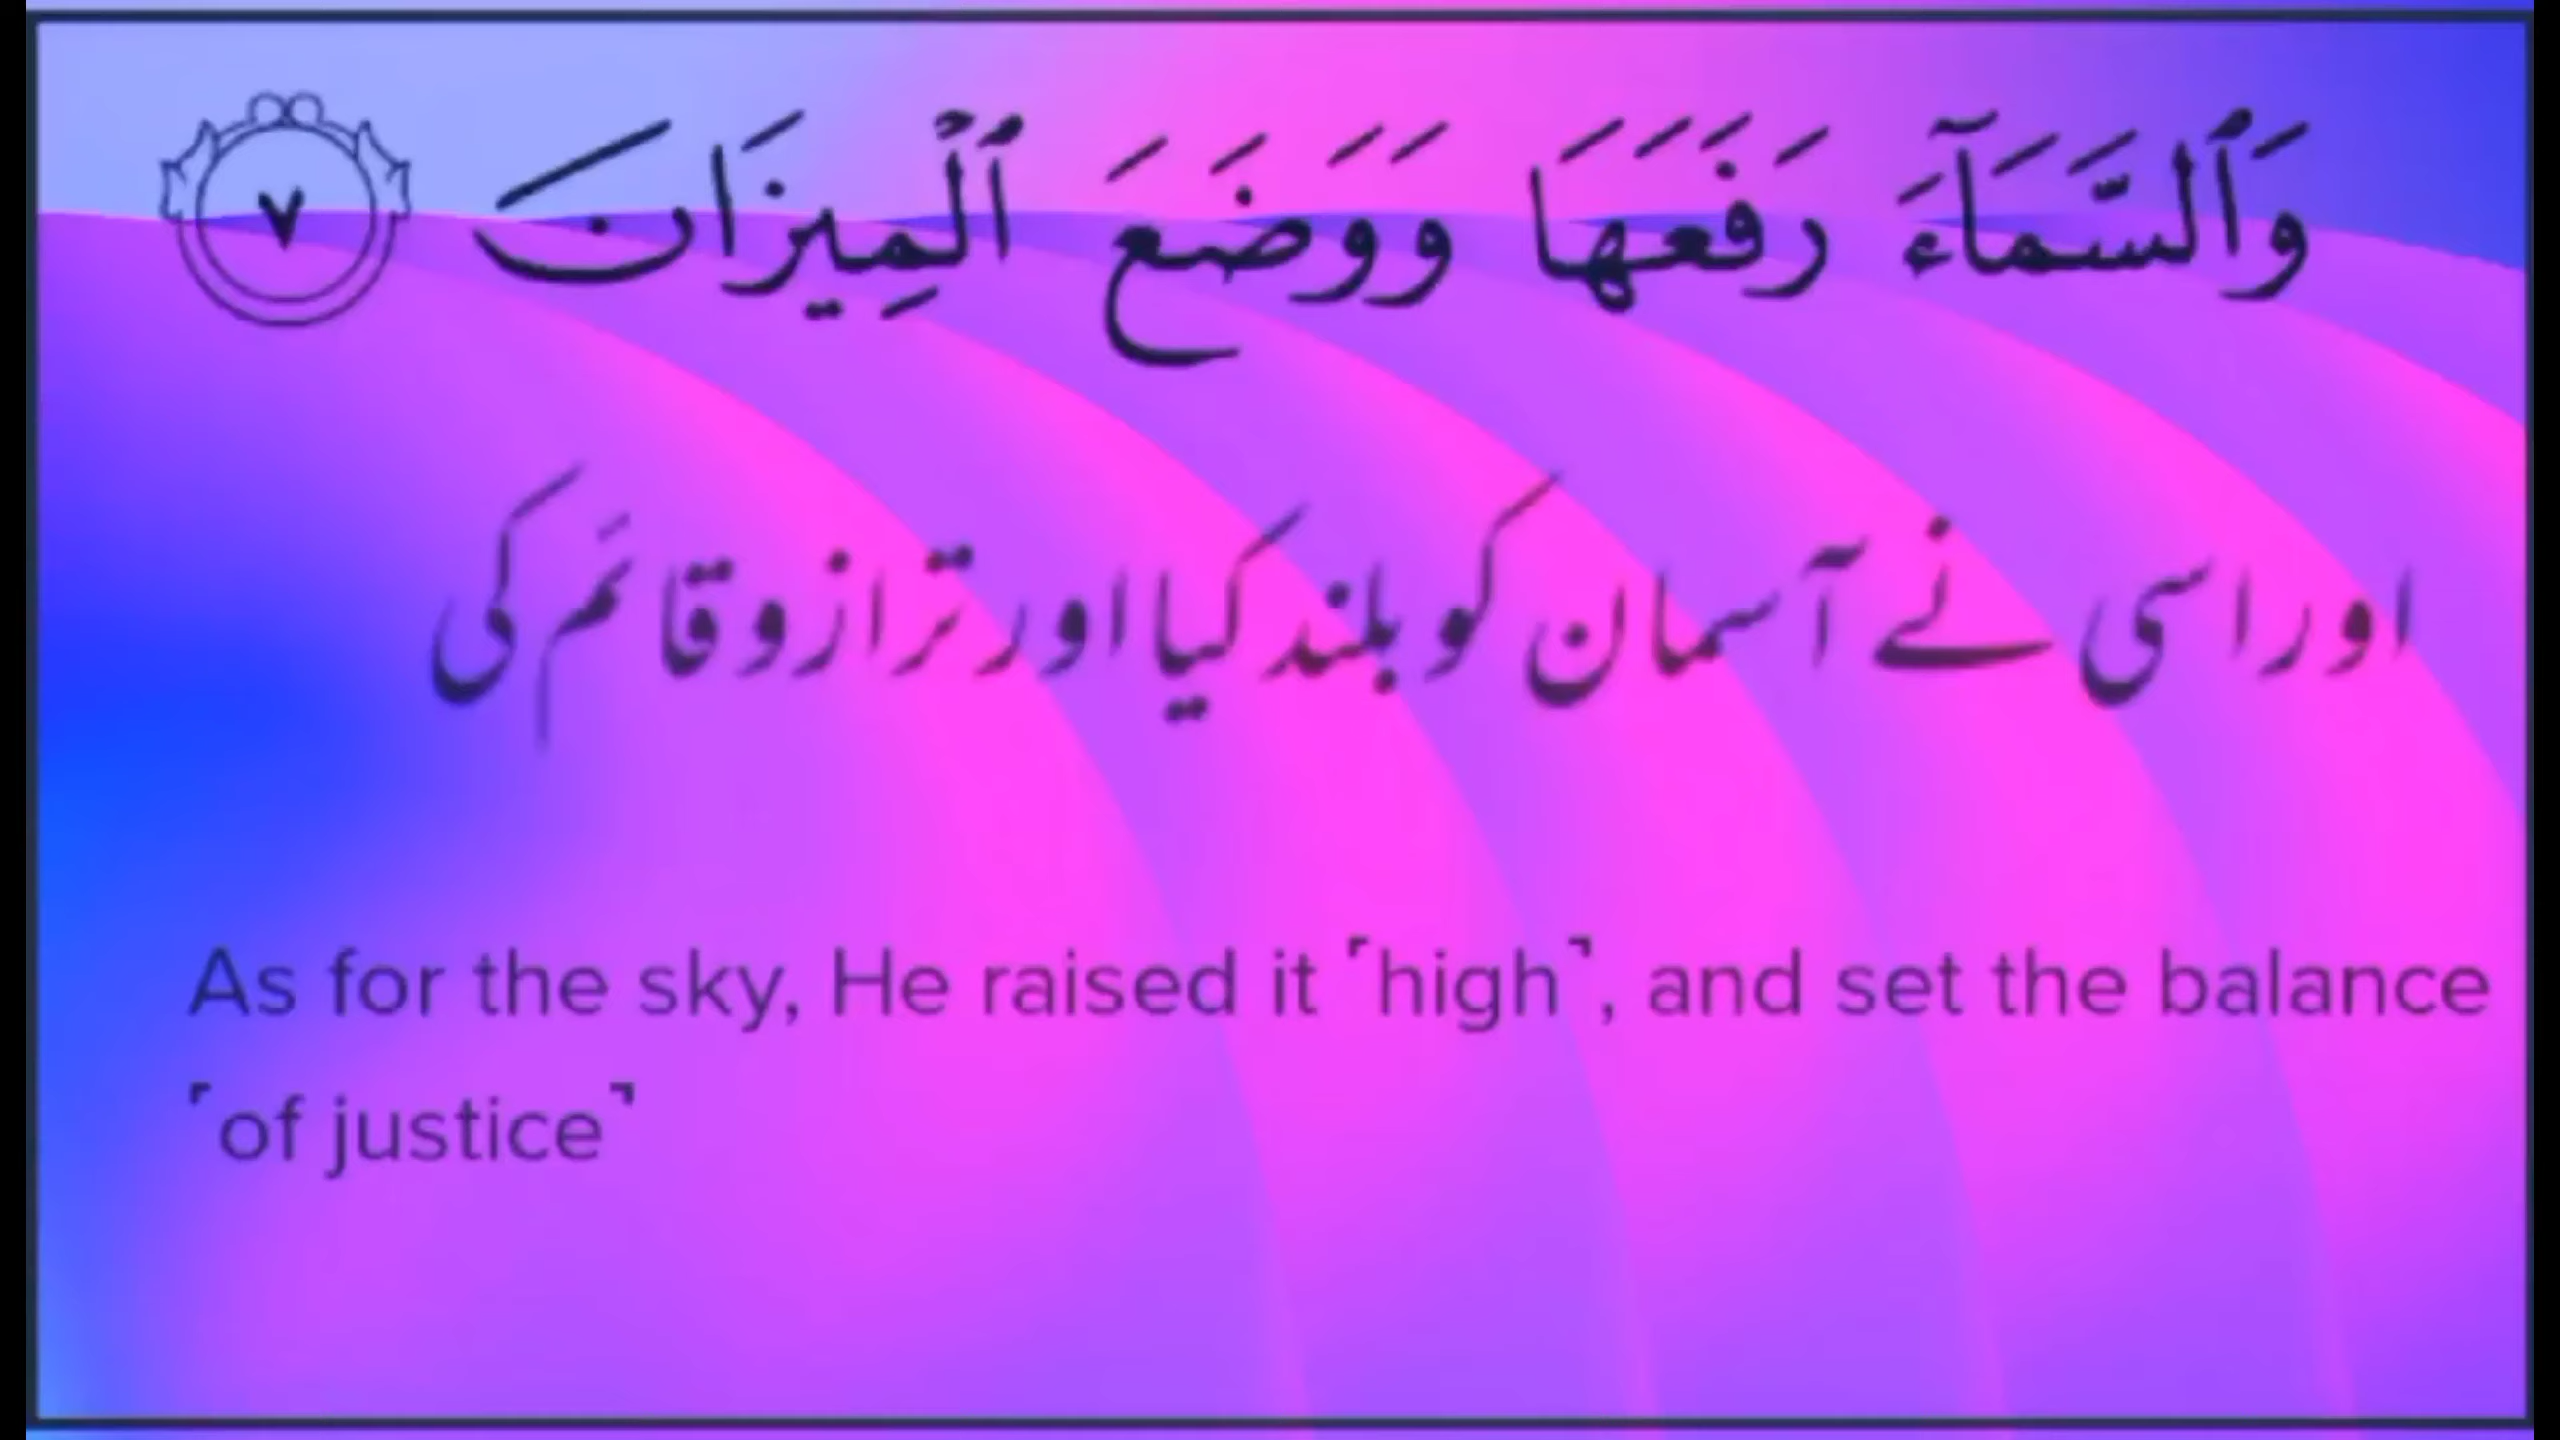 وَٱلسَّمَآءَ رَفَعَهَا وَوَضَعَ ٱلْمِيزَانَ ٧
اور اسی نے آسمان کو بلند کیا اور ترازو قائم کی
As for the sky, He raised it ˹high˺, and set the balance
˹of justice˺